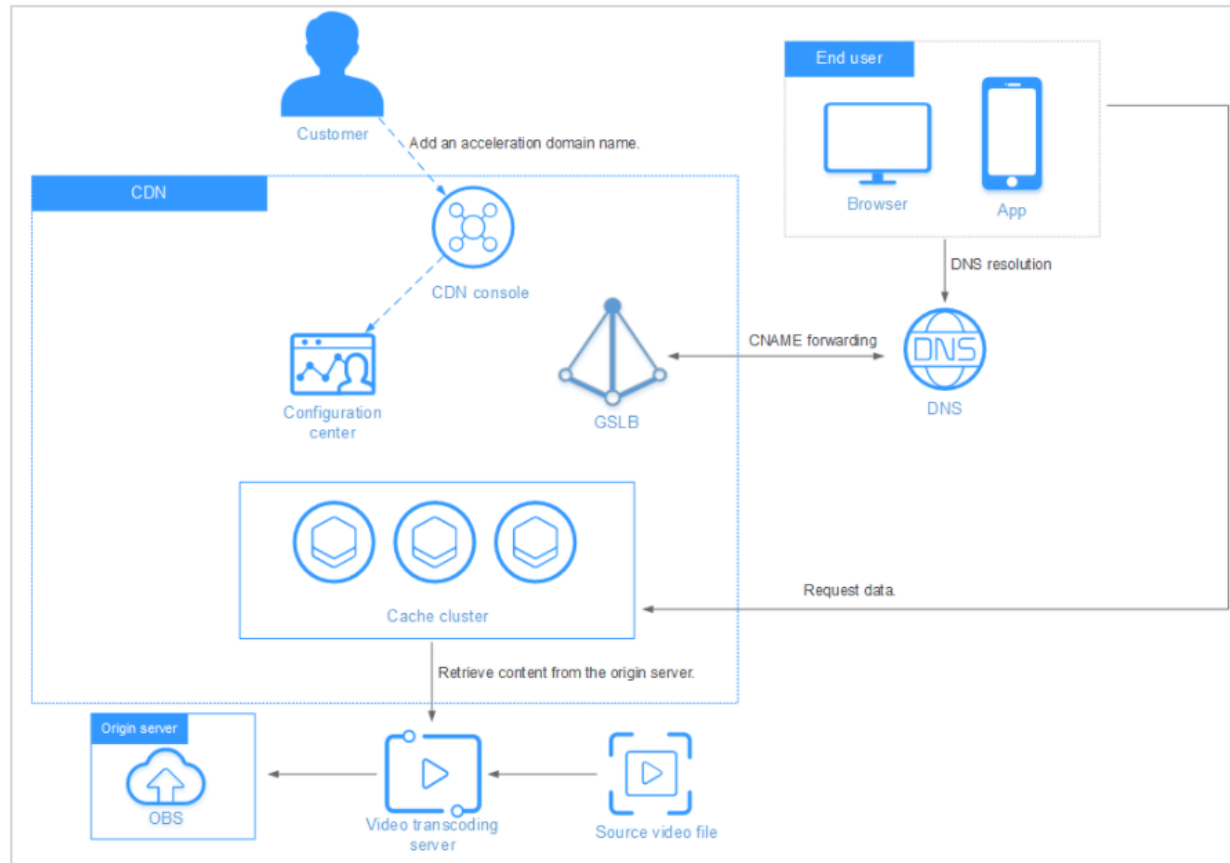 End user
Customer
Add an acceleration domain name.
Browser
App
CDN
CDN console
DNS resolution
CNAME forwarding
DNS
DNS
Configuration
center
GSLB
Cache cluster
Request data.
Retrieve content from the origin server.
Origin server
OBS
Video transcoding
server
Source video file